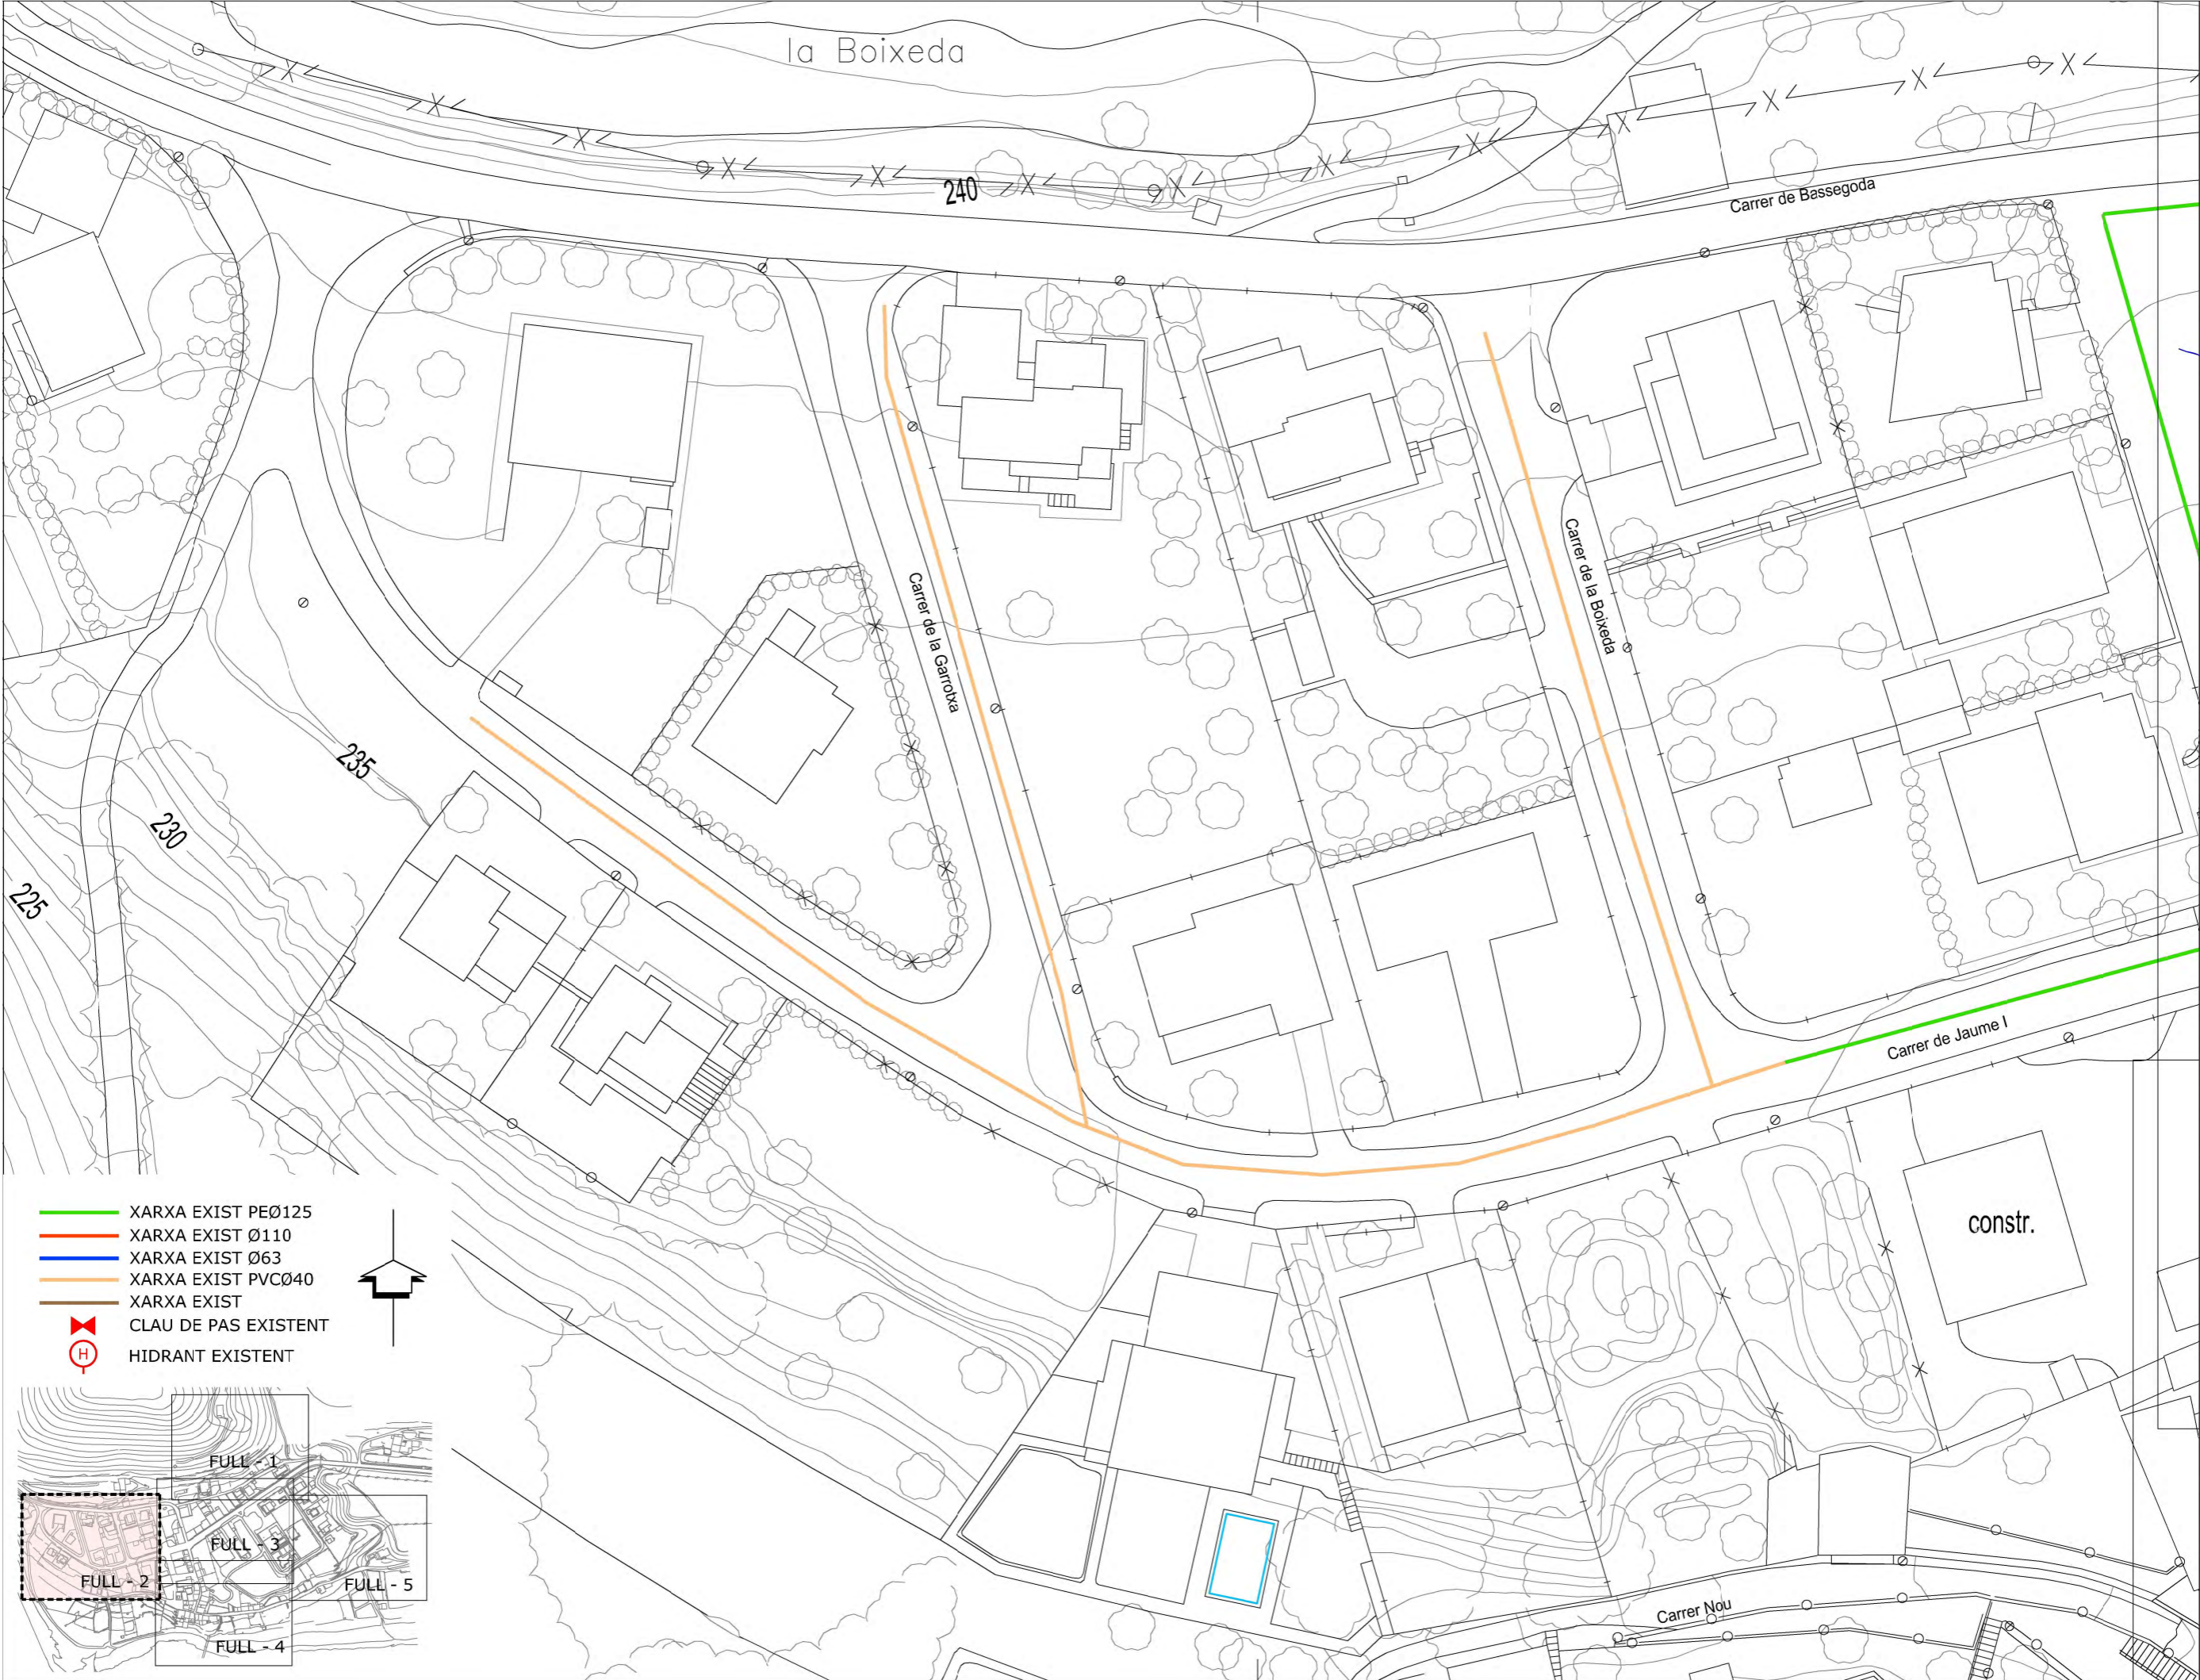 la Boixeda
240
Carrer de Bassegoda
Carrer de la Garrotxa
Carrer de la Boixeda
235
230
225
Carrer de Jaume I
XARXA EXIST PEØ125
XARXA EXIST Ø110
XARXA EXIST Ø63
XARXA EXIST PVCØ40
XARXA EXIST
CLAU DE PAS EXISTENT
H
HIDRANT EXISTENT
constr.
FULL - 1
FULL - 3
FULL - 2
FULL - 5
FULL - 4
Carrer Nou